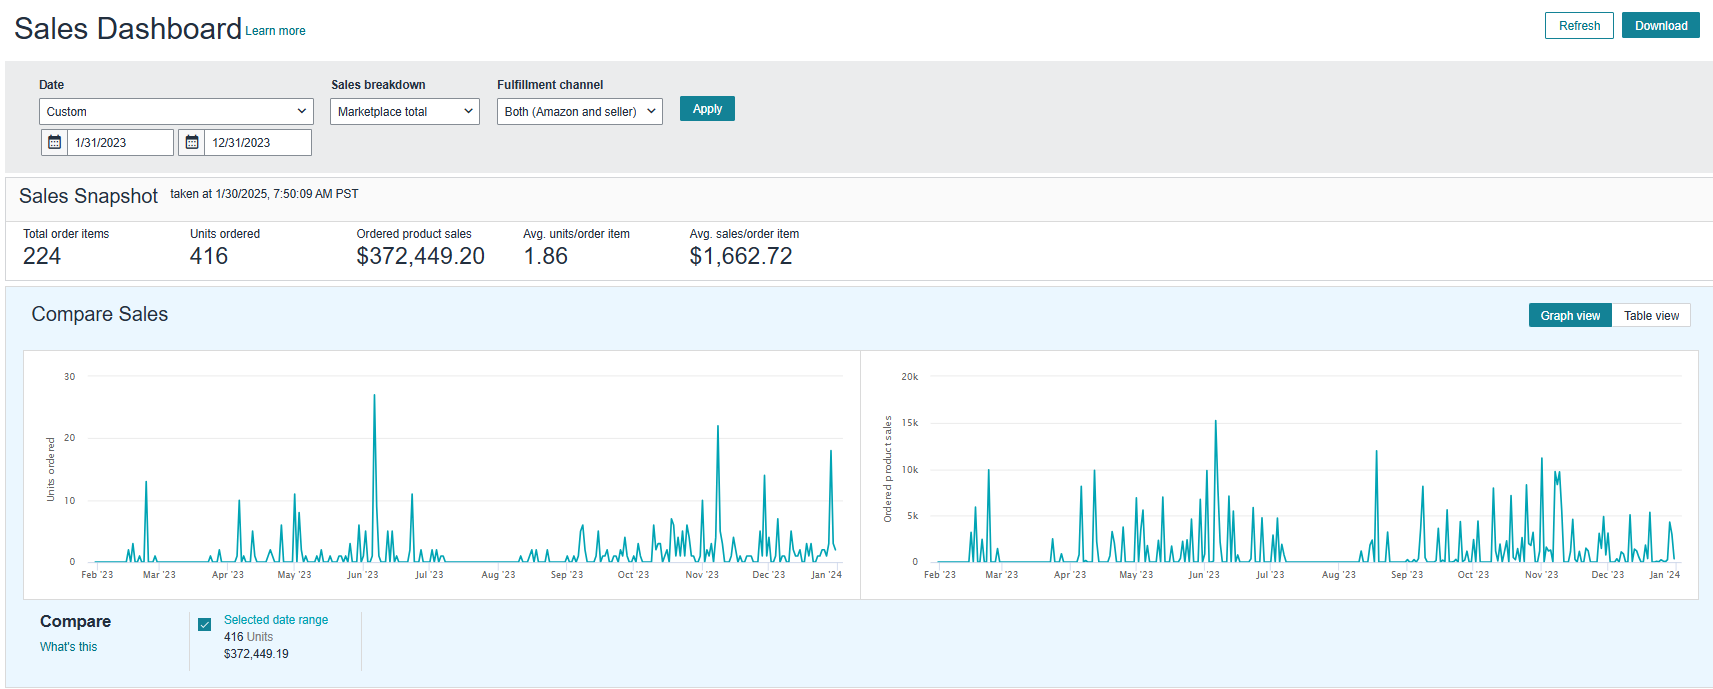 Sales Dashboard Learn more
Refresh Download
Date Sales breakdown Fulfillment channel
Custom Marketplace total Both (Amazon and seller) Apply
1/31/2023 12/31/2023
Sales Snapshot taken at 1/30/2025, 7:50:09 AM PST
Total order items Units ordered Ordered product sales Avg. units/order item Avg. sales/order item
224 416 $372,449.20 1.86 $1,662.72
Compare Sales
Graph view Table view
Units ordered
30
20
10
0
Feb '23 Mar '23 Apr '23 May '23 Jun '23 Jul '23 Aug '23 Sep '23 Oct '23 Nov '23 Dec '23 Jan '24
Ordered product sales
20k
15k
10k
5k
0
Feb '23 Mar '23 Apr '23 May '23 Jun '23 Jul '23 Aug '23 Sep '23 Oct '23 Nov '23 Dec '23 Jan '24
Compare
What's this
Selected date range
416 Units
$372,449.19